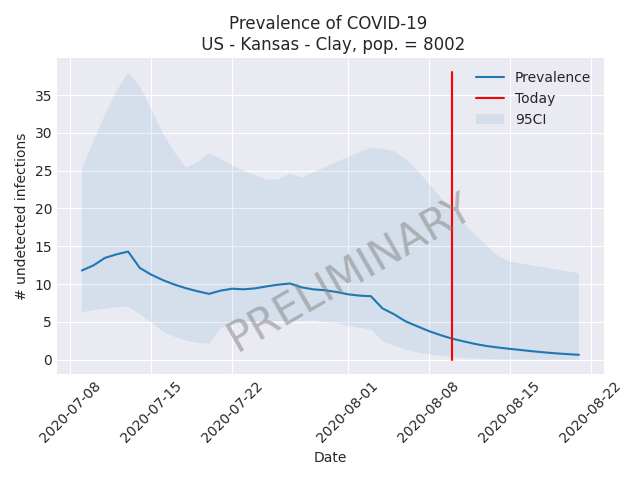 Prevalence of COVID-19
US - Kansas - Clay, pop. = 8002
Prevalence
Today
95CI
# undetected infections
35
30
25
20
15
10
5
0
PRELIMINARY
2020-07-08
2020-07-15
2020-07-22
2020-08-01
2020-08-08
2020-08-15
2020-08-22
Date